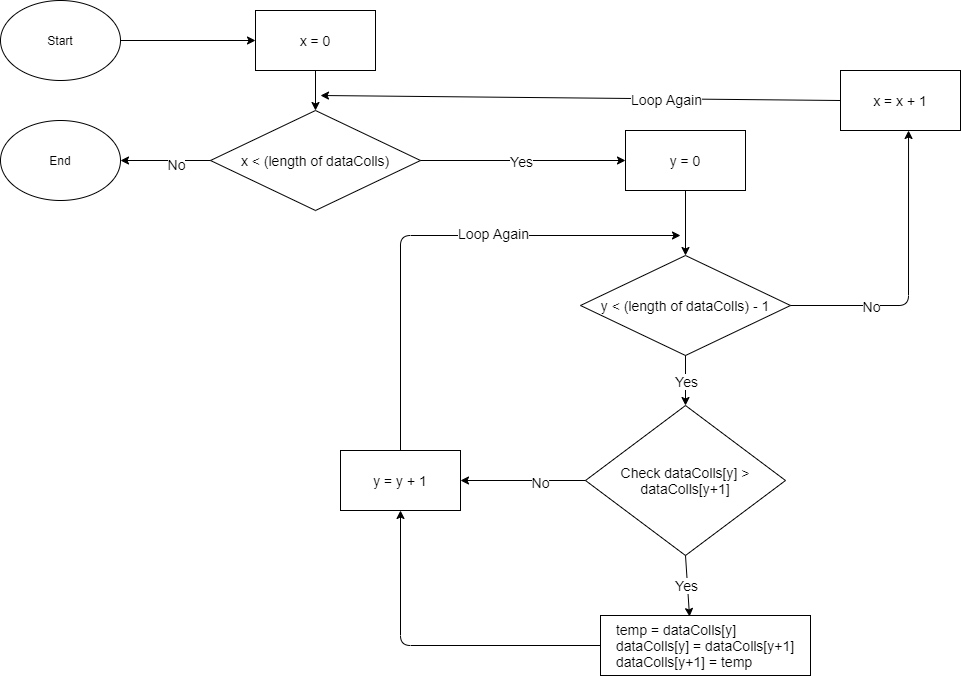 Start
x = 0
Loop Again
x = x + 1
End
No
x < (length of dataColls)
Yes
y = 0
Loop Again
y < (length of dataColls) - 1
No
Yes
Check dataColls[y] >
dataColls[y+1]
No
y = y + 1
Yes
temp = dataColls[y]
dataColls[y] = dataColls[y+1]
dataColls[y+1] = temp